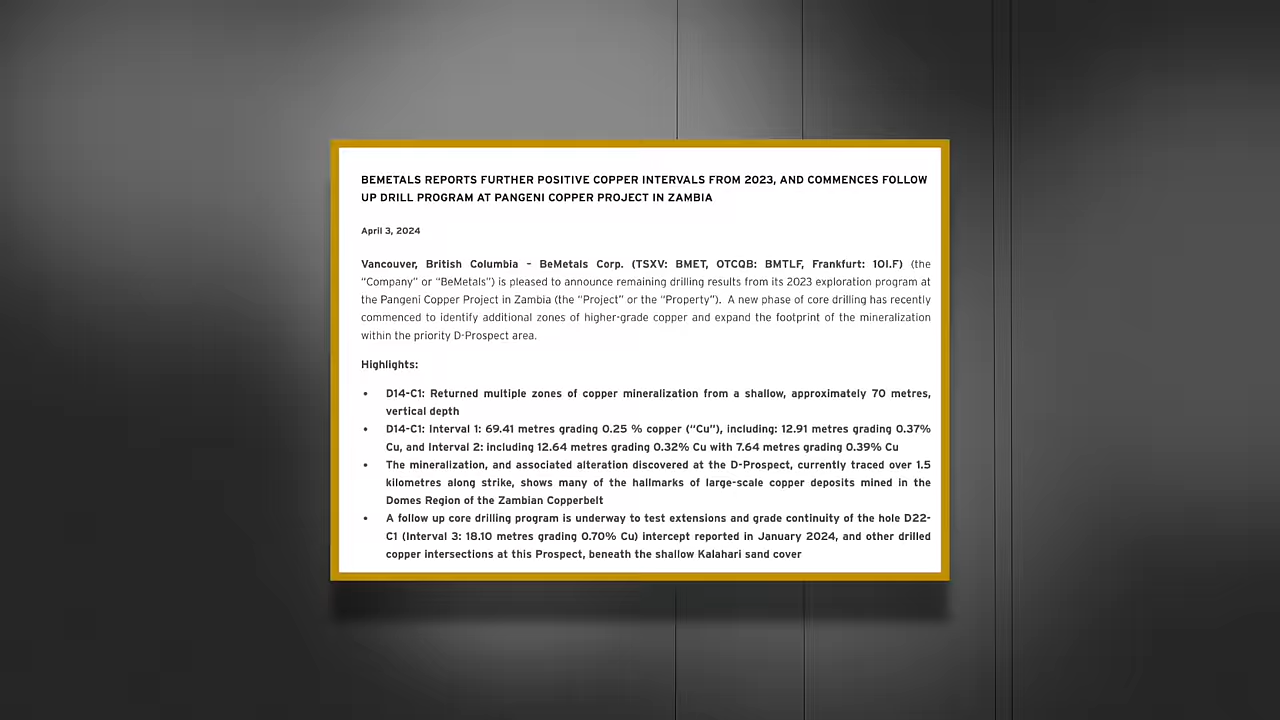 BEMETALS REPORTS FURTHER POSITIVE COPPER INTERVALS FROM 2023, AND COMMENCES FOLLOW
UP DRILL PROGRAM AT PANGENI COPPER PROJECT IN ZAMBIA
April 3, 2024
Vancouver, British Columbia – BeMetals Corp. (TSXV: BMET, OTCQB: BMTLF, Frankfurt: 1OI.F) (the
“Company” or “BeMetals”) is pleased to announce remaining drilling results from its 2023 exploration program at
the Pangeni Copper Project in Zambia (the “Project” or the “Property”). A new phase of core drilling has recently
commenced to identify additional zones of higher-grade copper and expand the footprint of the mineralization
within the priority D-Prospect area.
Highlights:
• D14-C1: Returned multiple zones of copper mineralization from a shallow, approximately 70 metres,
vertical depth
• D14-C1: Interval 1: 69.41 metres grading 0.25 % copper (“Cu”), including: 12.91 metres grading 0.37%
Cu, and Interval 2: including 12.64 metres grading 0.32% Cu with 7.64 metres grading 0.39% Cu
• The mineralization, and associated alteration discovered at the D-Prospect, currently traced over 1.5
kilometres along strike, shows many of the hallmarks of large-scale copper deposits mined in the
Domes Region of the Zambian Copperbelt
• A follow up core drilling program is underway to test extensions and grade continuity of the hole D22-
C1 (Interval 3: 18.10 metres grading 0.70% Cu) intercept reported in January 2024, and other drilled
copper intersections at this Prospect, beneath the shallow Kalahari sand cover